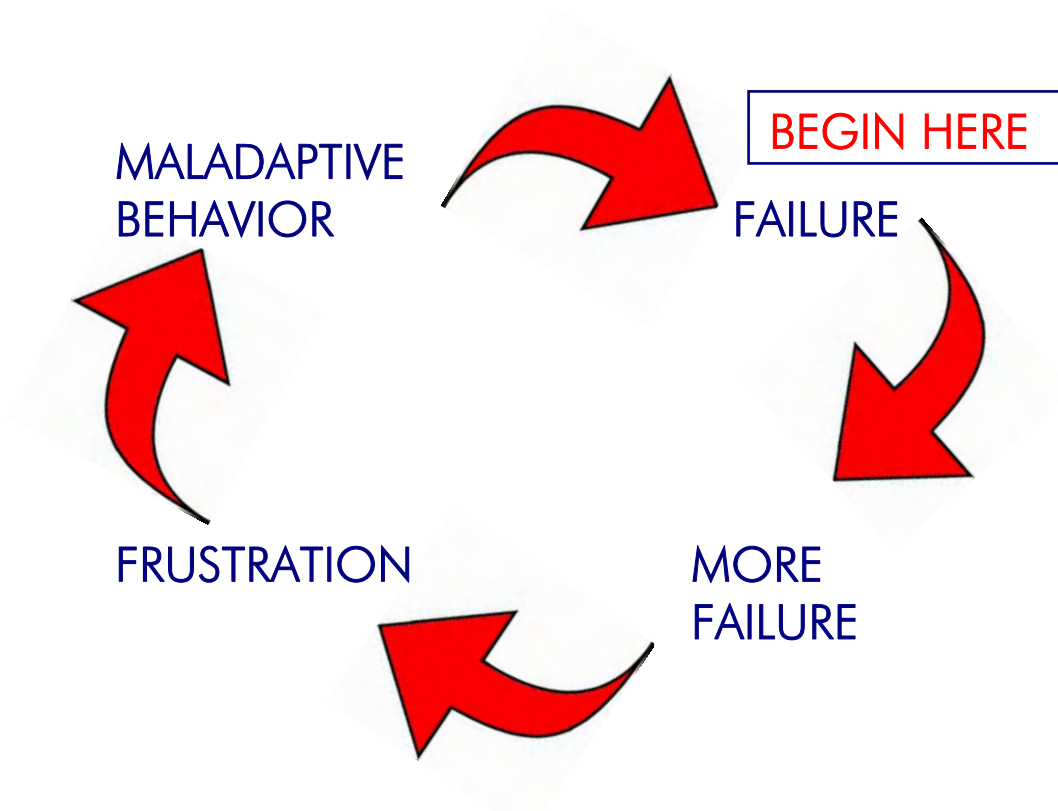 BEGIN HERE
FAILURE
MORE
FAILURE
FRUSTRATION
MALADAPTIVE
BEHAVIOR